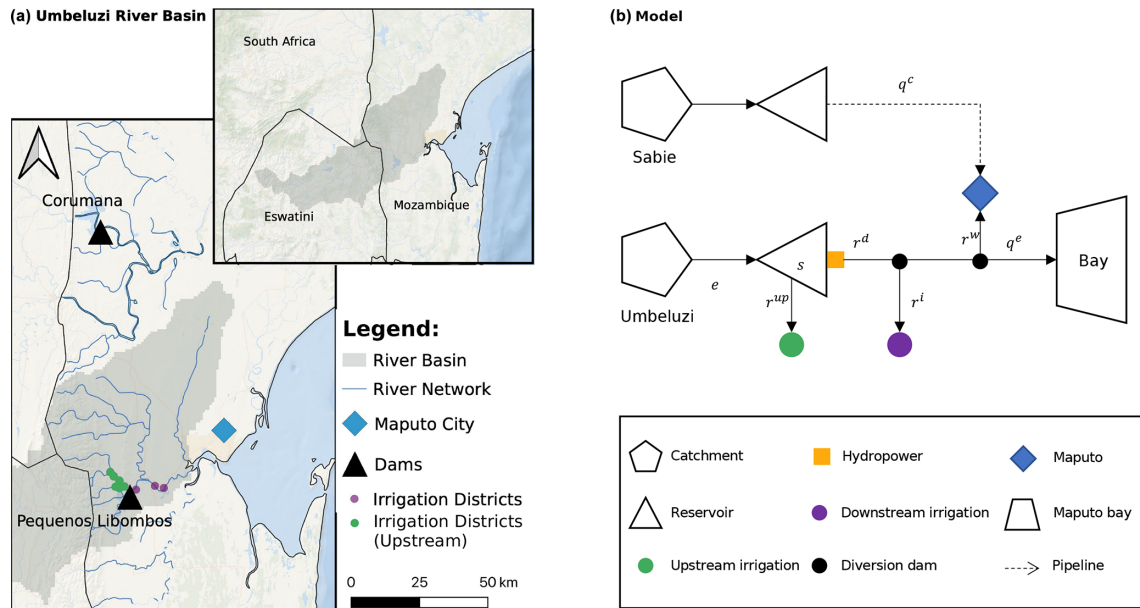 (a) Umbeluzi River Basin
South Africa
Eswatini
Mozambique
Corumana
Pequenos Libombos
Legend:
River Basin
River Network
Maputo City
Dams
Irrigation Districts
Irrigation Districts
(Upstream)
0 25 50 km
(b) Model
q^c
Sabie
r^d
r^w
q^e
Bay
s
e
r^up
r^i
Umbeluzi
Catchment
Hydropower
Maputo
Reservoir
Downstream irrigation
Maputo bay
Upstream irrigation
Diversion dam
Pipeline